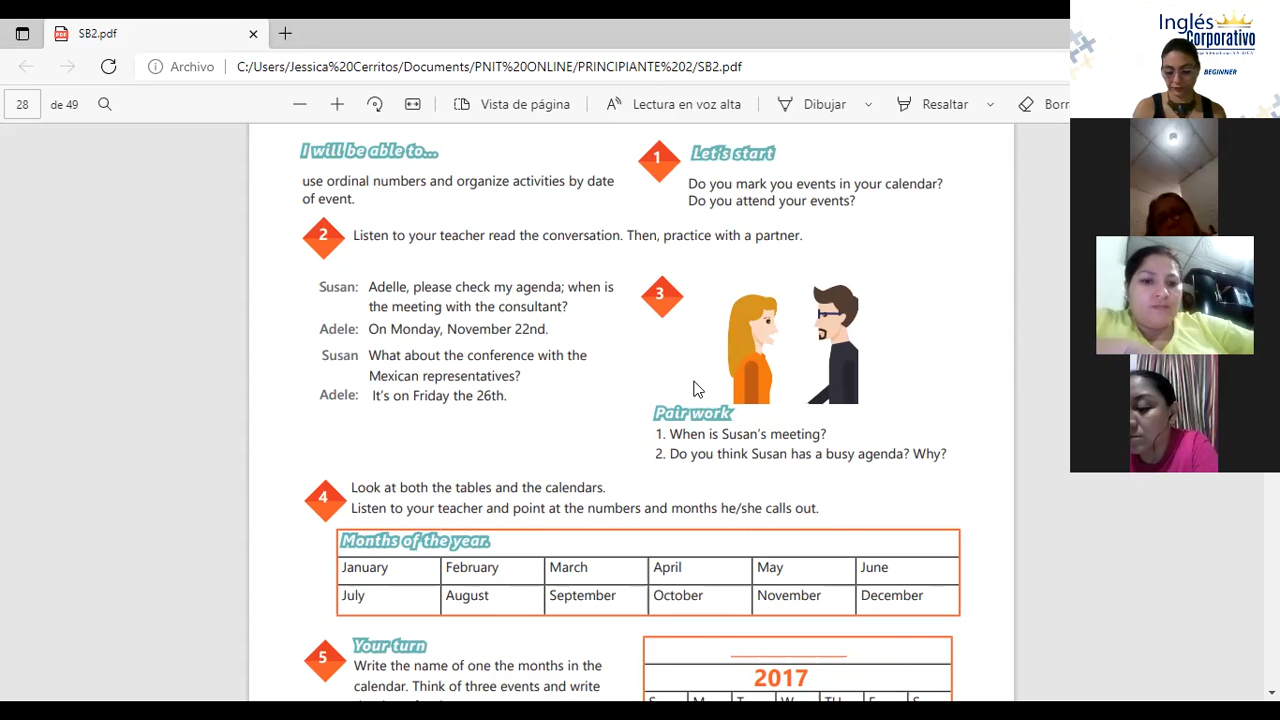 SB2.pdf
Archivo
C:/Users/Jessica%20Cerritos/Documents/PNE%20ONLINE/PRINCIPIANTE%202/SB2.pdf
28 de 49
Vista de página
Lectura en voz alta
Dibujar
Resaltar
Borr
Inglés
Corporativo
BEGINNER
I will be able to...
use ordinal numbers and organize activities by date
of event.
1 Let's start
Do you mark you events in your calendar?
Do you attend your events?
2 Listen to your teacher read the conversation. Then, practice with a partner.
Susan: Adelle, please check my agenda; when is
the meeting with the consultant?
Adele: On Monday, November 22nd.
Susan What about the conference with the
Mexican representatives?
Adele: It's on Friday the 26th.
3
Pair work
1. When is Susan's meeting?
2. Do you think Susan has a busy agenda? Why?
4 Look at both the tables and the calendars.
Listen to your teacher and point at the numbers and months he/she calls out.
Months of the year.
January February March April May June
July August September October November December
5 Your turn
Write the name of one the months in the
calendar. Think of three events and write
2017
S M T W TH F S